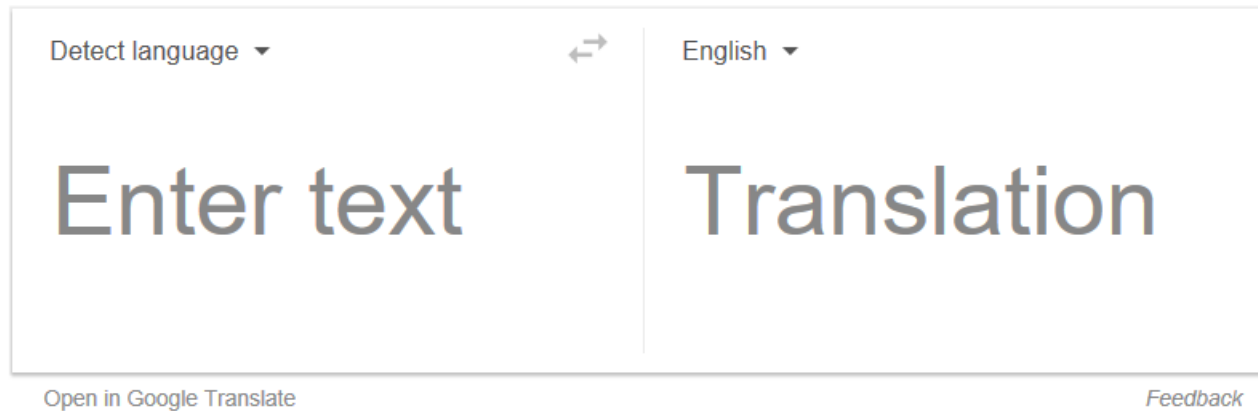 Detect language English
Enter text Translation
Open in Google Translate Feedback